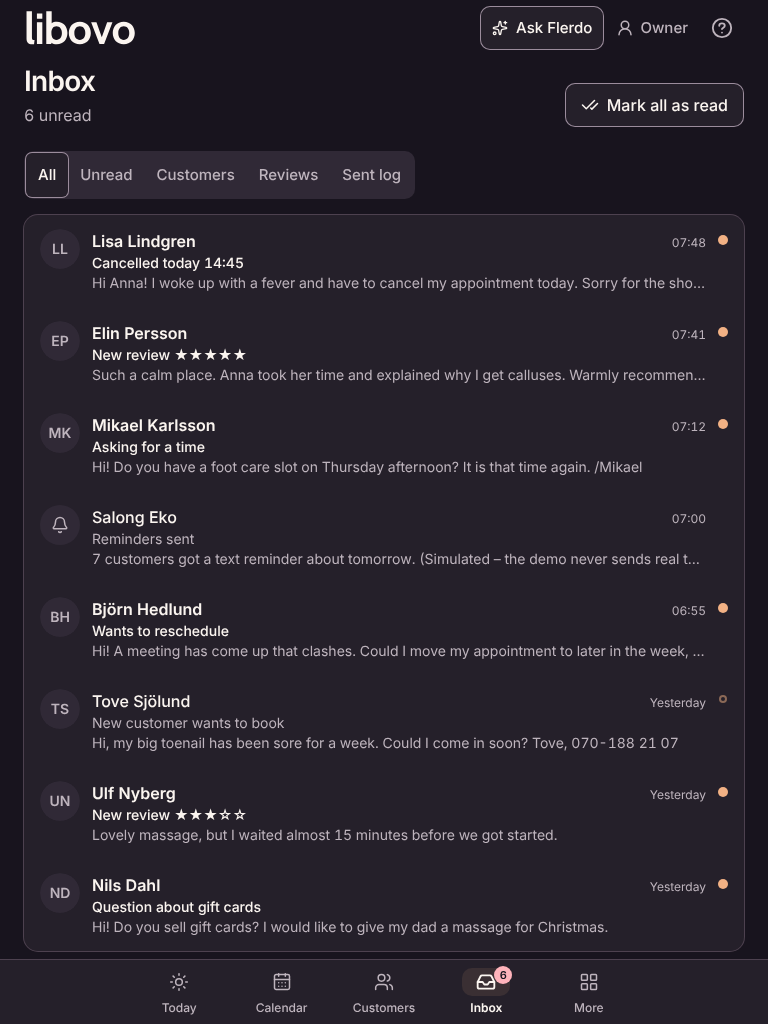 libovo
Ask Flerdo
Owner
Inbox
6 unread
Mark all as read
All
Unread
Customers
Reviews
Sent log
LL
Lisa Lindgren
07:48
Cancelled today 14:45
Hi Anna! I woke up with a fever and have to cancel my appointment today. Sorry for the sho…
EP
Elin Persson
07:41
New review ★★★★★
Such a calm place. Anna took her time and explained why I get calluses. Warmly recommen…
MK
Mikael Karlsson
07:12
Asking for a time
Hi! Do you have a foot care slot on Thursday afternoon? It is that time again. /Mikael
Salong Eko
07:00
Reminders sent
7 customers got a text reminder about tomorrow. (Simulated – the demo never sends real t…
BH
Björn Hedlund
06:55
Wants to reschedule
Hi! A meeting has come up that clashes. Could I move my appointment to later in the week, …
TS
Tove Sjölund
Yesterday
New customer wants to book
Hi, my big toenail has been sore for a week. Could I come in soon? Tove, 070-188 21 07
UN
Ulf Nyberg
Yesterday
New review ★★★☆☆
Lovely massage, but I waited almost 15 minutes before we got started.
ND
Nils Dahl
Yesterday
Question about gift cards
Hi! Do you sell gift cards? I would like to give my dad a massage for Christmas.
6
Today
Calendar
Customers
Inbox
More